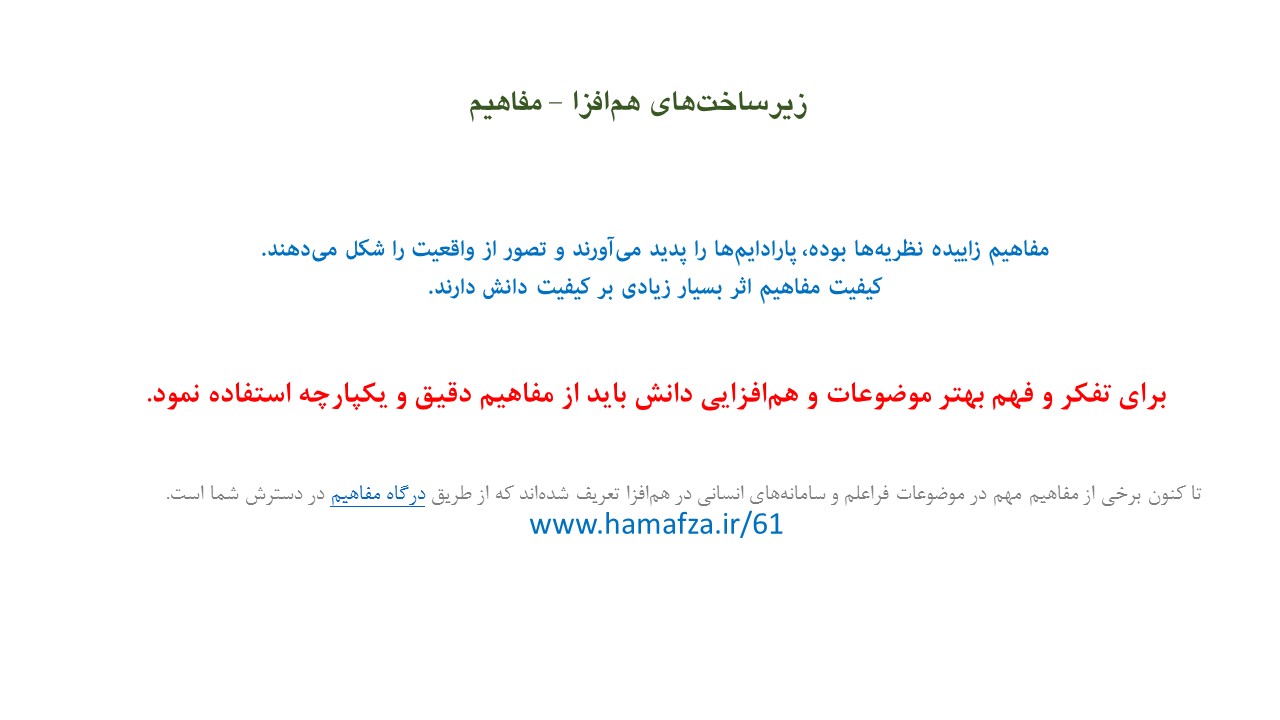 زیرساخت‌های هم‌افزا – مفاهیم
مفاهیم زاییده نظریه‌ها بوده، پارادایم‌ها را پدید می‌آورند و تصور از واقعیت را شکل می‌دهند.
کیفیت مفاهیم اثر بسیار زیادی بر کیفیت دانش دارند.
برای تفکر و فهم بهتر موضوعات و هم‌افزایی دانش باید از مفاهیم دقیق و یکپارچه استفاده نمود.
تا کنون برخی از مفاهیم مهم در موضوعات فراعلم و سامانه‌های انسانی در هم‌افزا تعریف شده‌اند که از طریق درگاه مفاهیم در دسترش شما است.
www.hamafza.ir/61